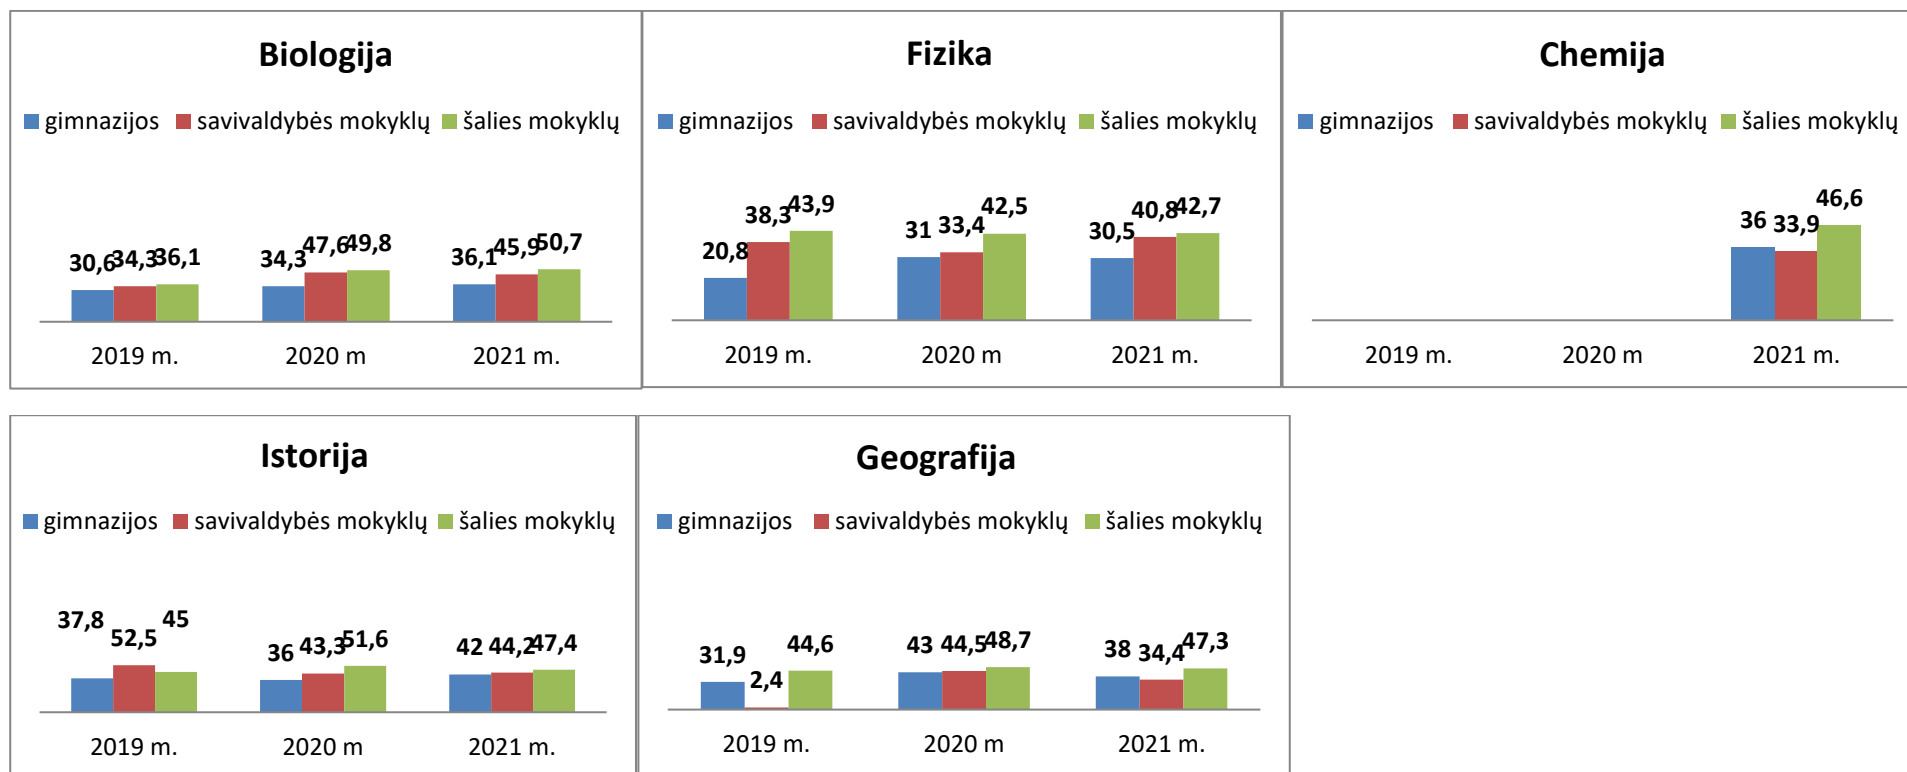 Biologija
gimnazijos savivaldybės mokyklų šalies mokyklų
30,6 34,3 36,1 34,3 47,6 49,8 36,1 45,9 50,7
2019 m. 2020 m 2021 m.
Fizika
gimnazijos savivaldybės mokyklų šalies mokyklų
20,8 38,3 43,9 31 33,4 42,5 30,5 40,8 42,7
2019 m. 2020 m 2021 m.
Chemija
gimnazijos savivaldybės mokyklų šalies mokyklų
36 33,9 46,6
2019 m. 2020 m 2021 m.
Istorija
gimnazijos savivaldybės mokyklų šalies mokyklų
37,8 52,5 45 36 43,3 51,6 42 44,2 47,4
2019 m. 2020 m 2021 m.
Geografija
gimnazijos savivaldybės mokyklų šalies mokyklų
31,9 2,4 44,6 43 44,5 48,7 38 34,4 47,3
2019 m. 2020 m 2021 m.